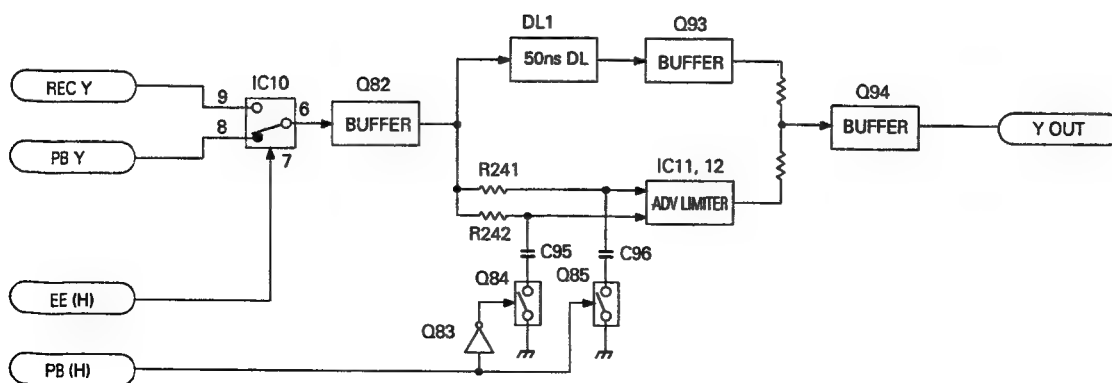 DL1
Q93
50ns DL
BUFFER
REC Y
IC10
Q82
Q94
9
6
BUFFER
BUFFER
Y OUT
8
PB Y
7
R241
IC11, 12
ADV LIMITER
R242
C95
C96
Q84
Q85
EE (H)
Q83
PB (H)